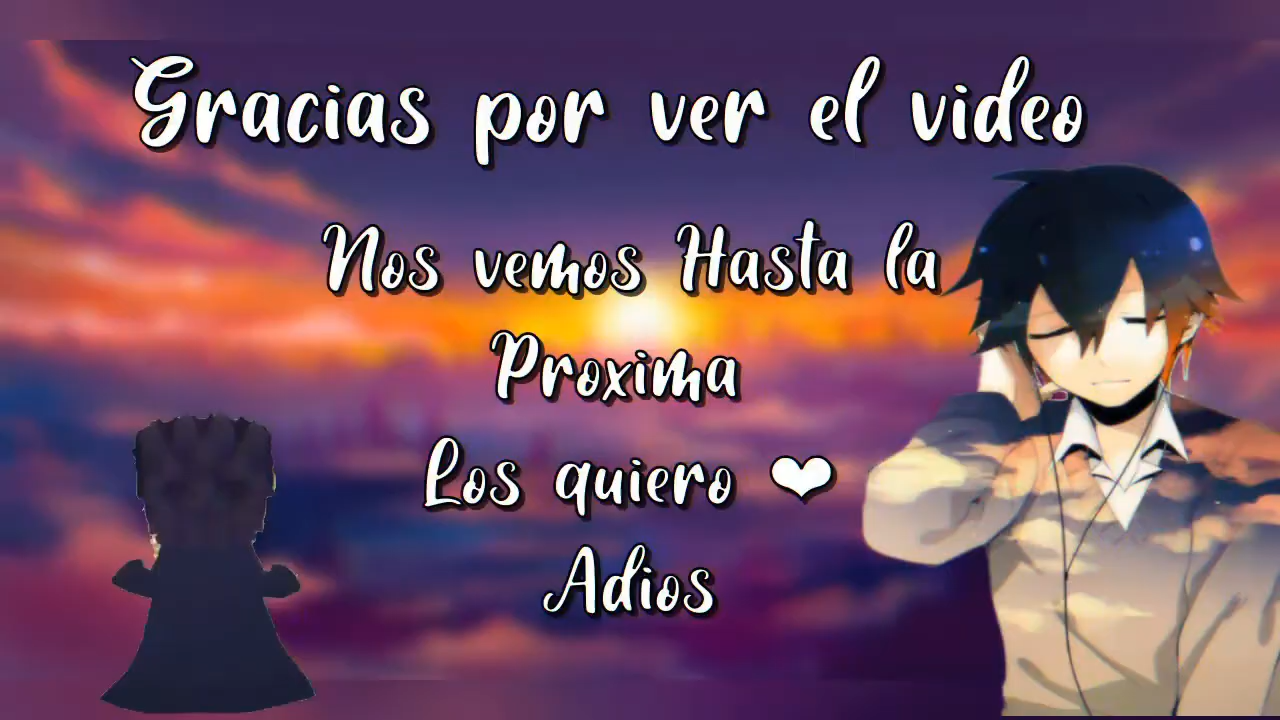 Gracias por ver el video
Nos vemos Hasta la
Proxima
Los quiero ❤
Adios